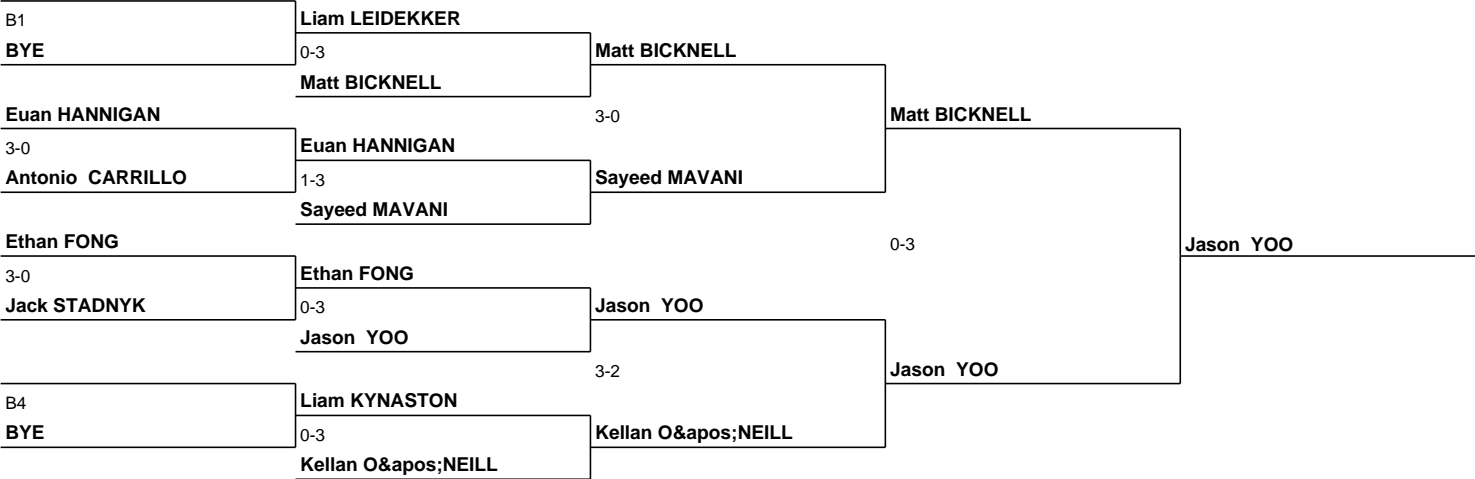 B1
BYE
Liam LEIDEKKER
0-3
Matt BICKNELL
Matt BICKNELL
Euan HANNIGAN
3-0
Antonio  CARRILLO
Euan HANNIGAN
1-3
Sayeed MAVANI
3-0
Sayeed MAVANI
Matt BICKNELL
Ethan FONG
3-0
Jack STADNYK
Ethan FONG
0-3
Jason  YOO
Jason  YOO
0-3
Jason  YOO
B4
BYE
Liam KYNASTON
0-3
Kellan O&apos;NEILL
3-2
Kellan O&apos;NEILL
Jason  YOO